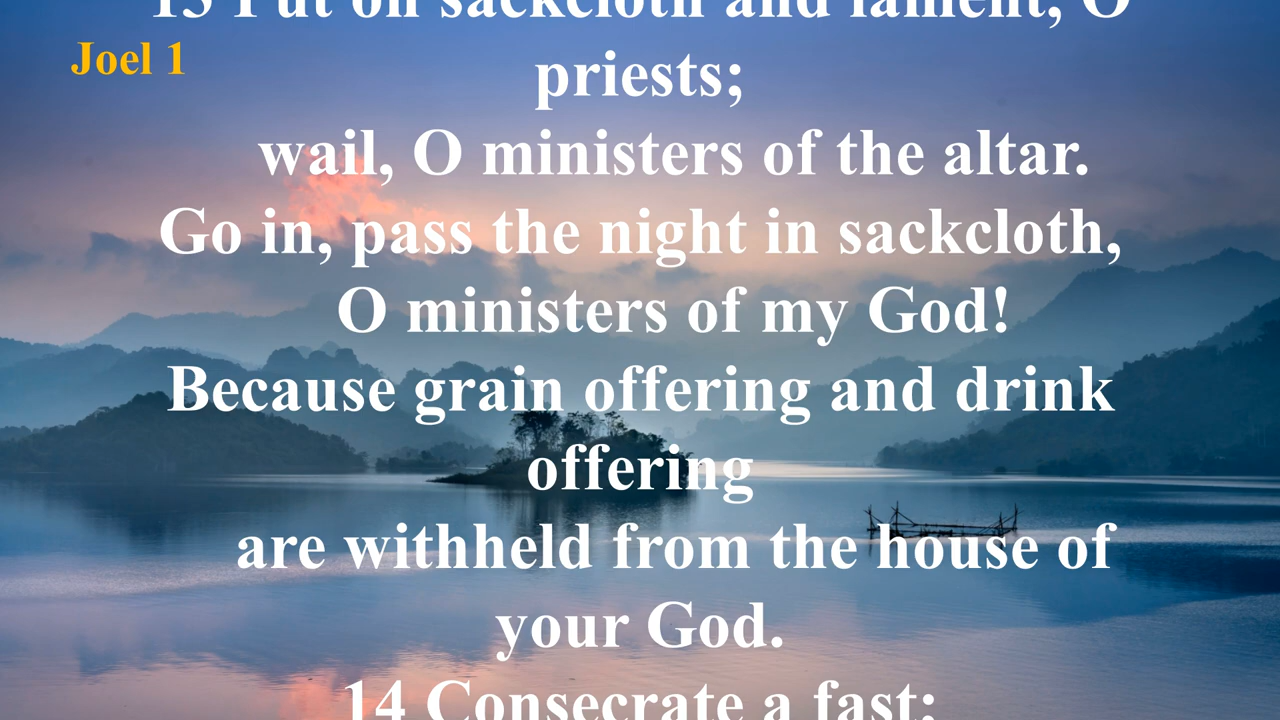 13 Put on sackcloth and lament, O
Joel 1
priests;
wail, O ministers of the altar.
Go in, pass the night in sackcloth,
O ministers of my God!
Because grain offering and drink
offering
are withheld from the house of
your God.
14 Consecrate a fast;